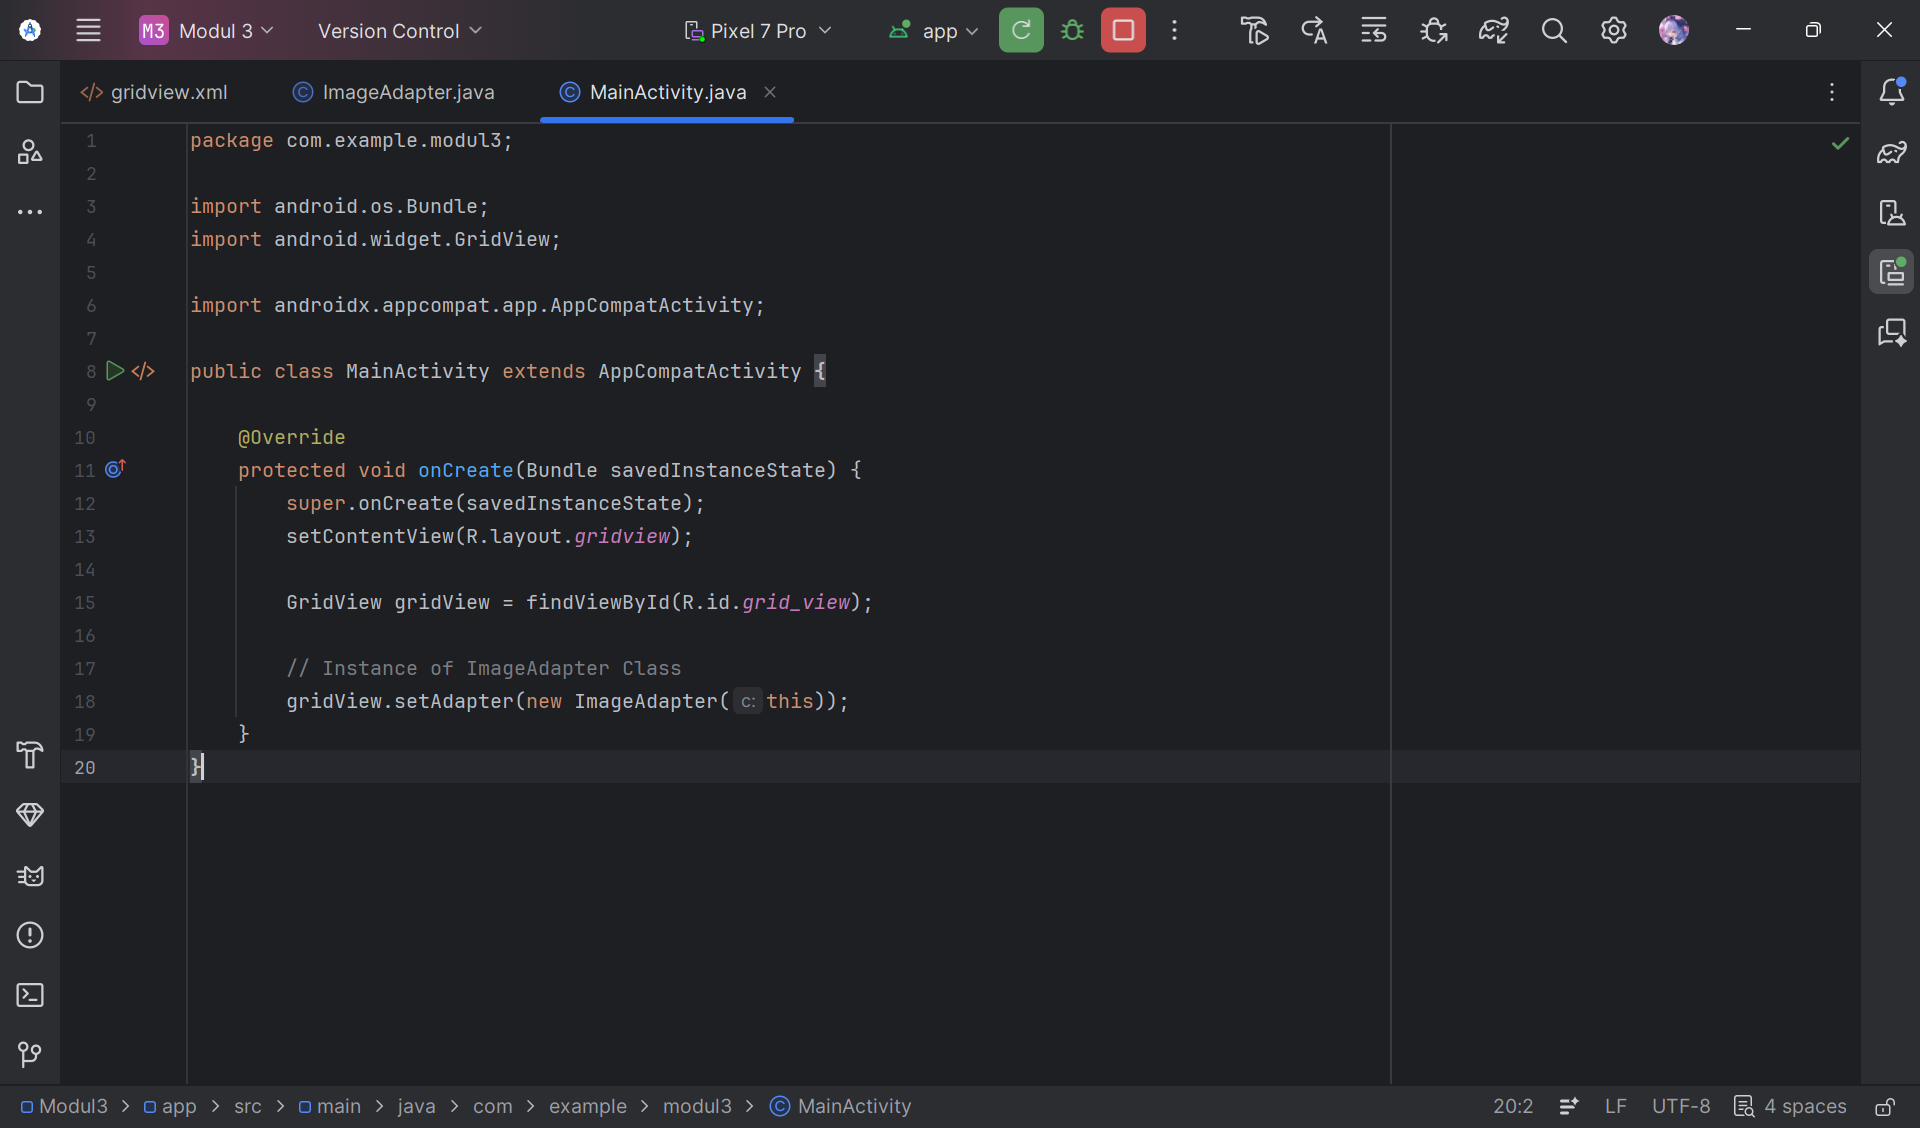 M3 Modul 3 Version Control Pixel 7 Pro app
gridview.xml ImageAdapter.java MainActivity.java
1 package com.example.modul3;
2
3 import android.os.Bundle;
4 import android.widget.GridView;
5
6 import androidx.appcompat.app.AppCompatActivity;
7
8 public class MainActivity extends AppCompatActivity {
9
10 @Override
11 protected void onCreate(Bundle savedInstanceState) {
12 super.onCreate(savedInstanceState);
13 setContentView(R.layout.gridview);
14
15 GridView gridView = findViewById(R.id.grid_view);
16
17 // Instance of ImageAdapter Class
18 gridView.setAdapter(new ImageAdapter( c: this));
19 }
20 }
Modul3 > app > src > main > java > com > example > modul3 > MainActivity 20:2 LF UTF-8 4 spaces